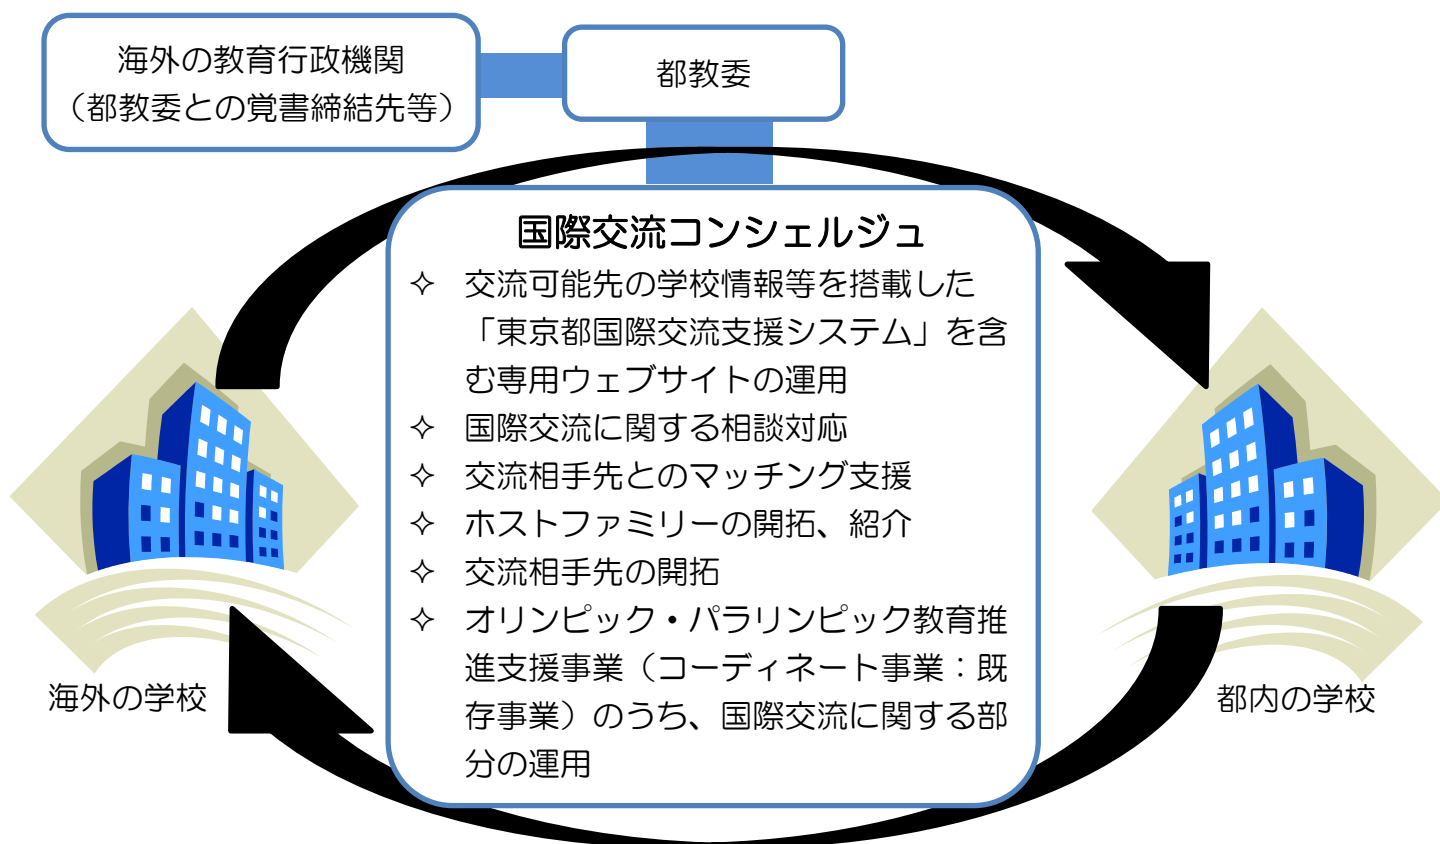 海外の教育行政機関
（都教委との覚書締結先等）
都教委
国際交流コンシェルジュ
✧ 交流可能先の学校情報等を搭載した
「東京都国際交流支援システム」を含
む専用ウェブサイトの運用
✧ 国際交流に関する相談対応
✧ 交流相手先とのマッチング支援
✧ ホストファミリーの開拓、紹介
✧ 交流相手先の開拓
✧ オリンピック・パラリンピック教育推
進支援事業（コーディネート事業：既
存事業）のうち、国際交流に関する部
分の運用
海外の学校
都内の学校